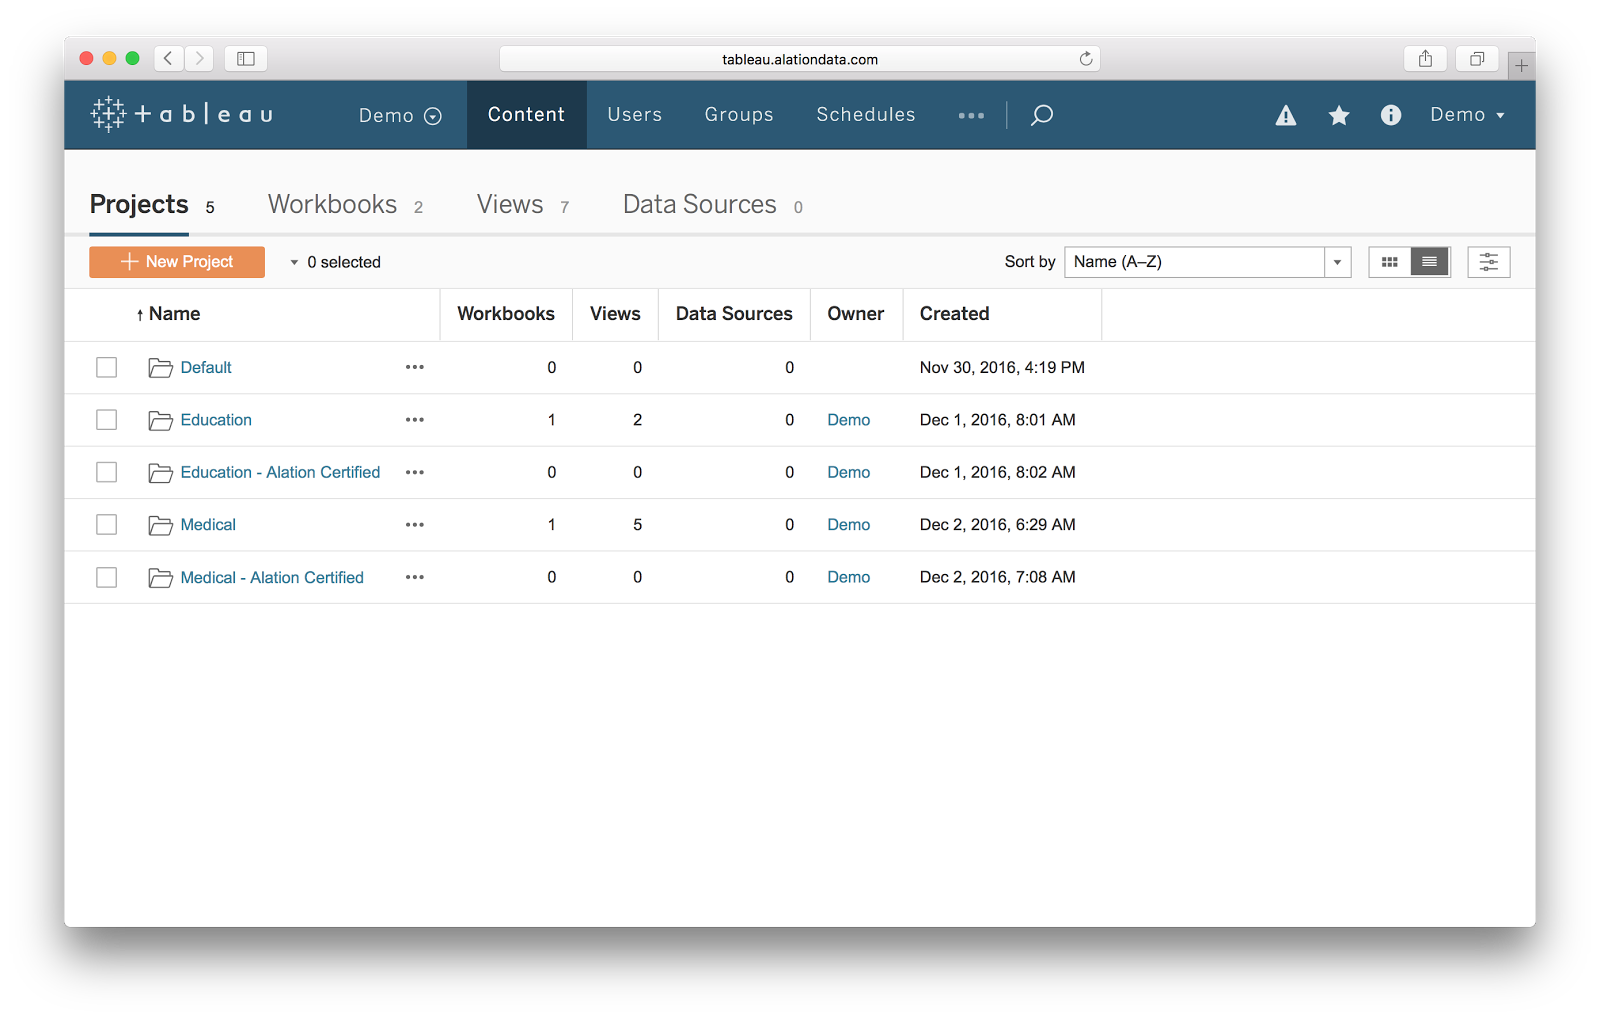 tableau.alationdata.com
tableau Demo Content Users Groups Schedules Demo
Projects 5 Workbooks 2 Views 7 Data Sources 0
New Project 0 selected Sort by Name (A–Z)
Name Workbooks Views Data Sources Owner Created
Default 0 0 0 Nov 30, 2016, 4:19 PM
Education 1 2 0 Demo Dec 1, 2016, 8:01 AM
Education - Alation Certified 0 0 0 Demo Dec 1, 2016, 8:02 AM
Medical 1 5 0 Demo Dec 2, 2016, 6:29 AM
Medical - Alation Certified 0 0 0 Demo Dec 2, 2016, 7:08 AM